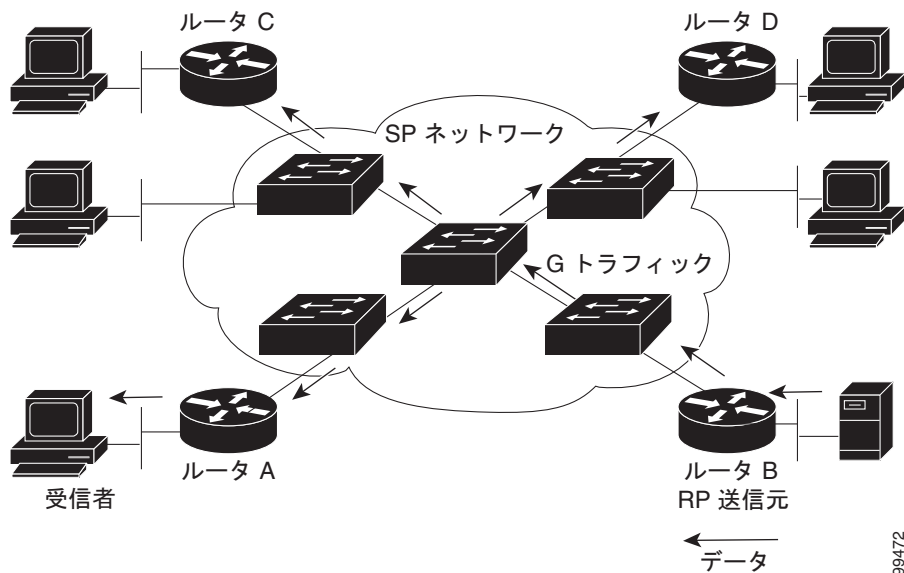 ルータ C
ルータ D
SP ネットワーク
G トラフィック
ルータ A
受信者
ルータ B
RP 送信元
データ
99472